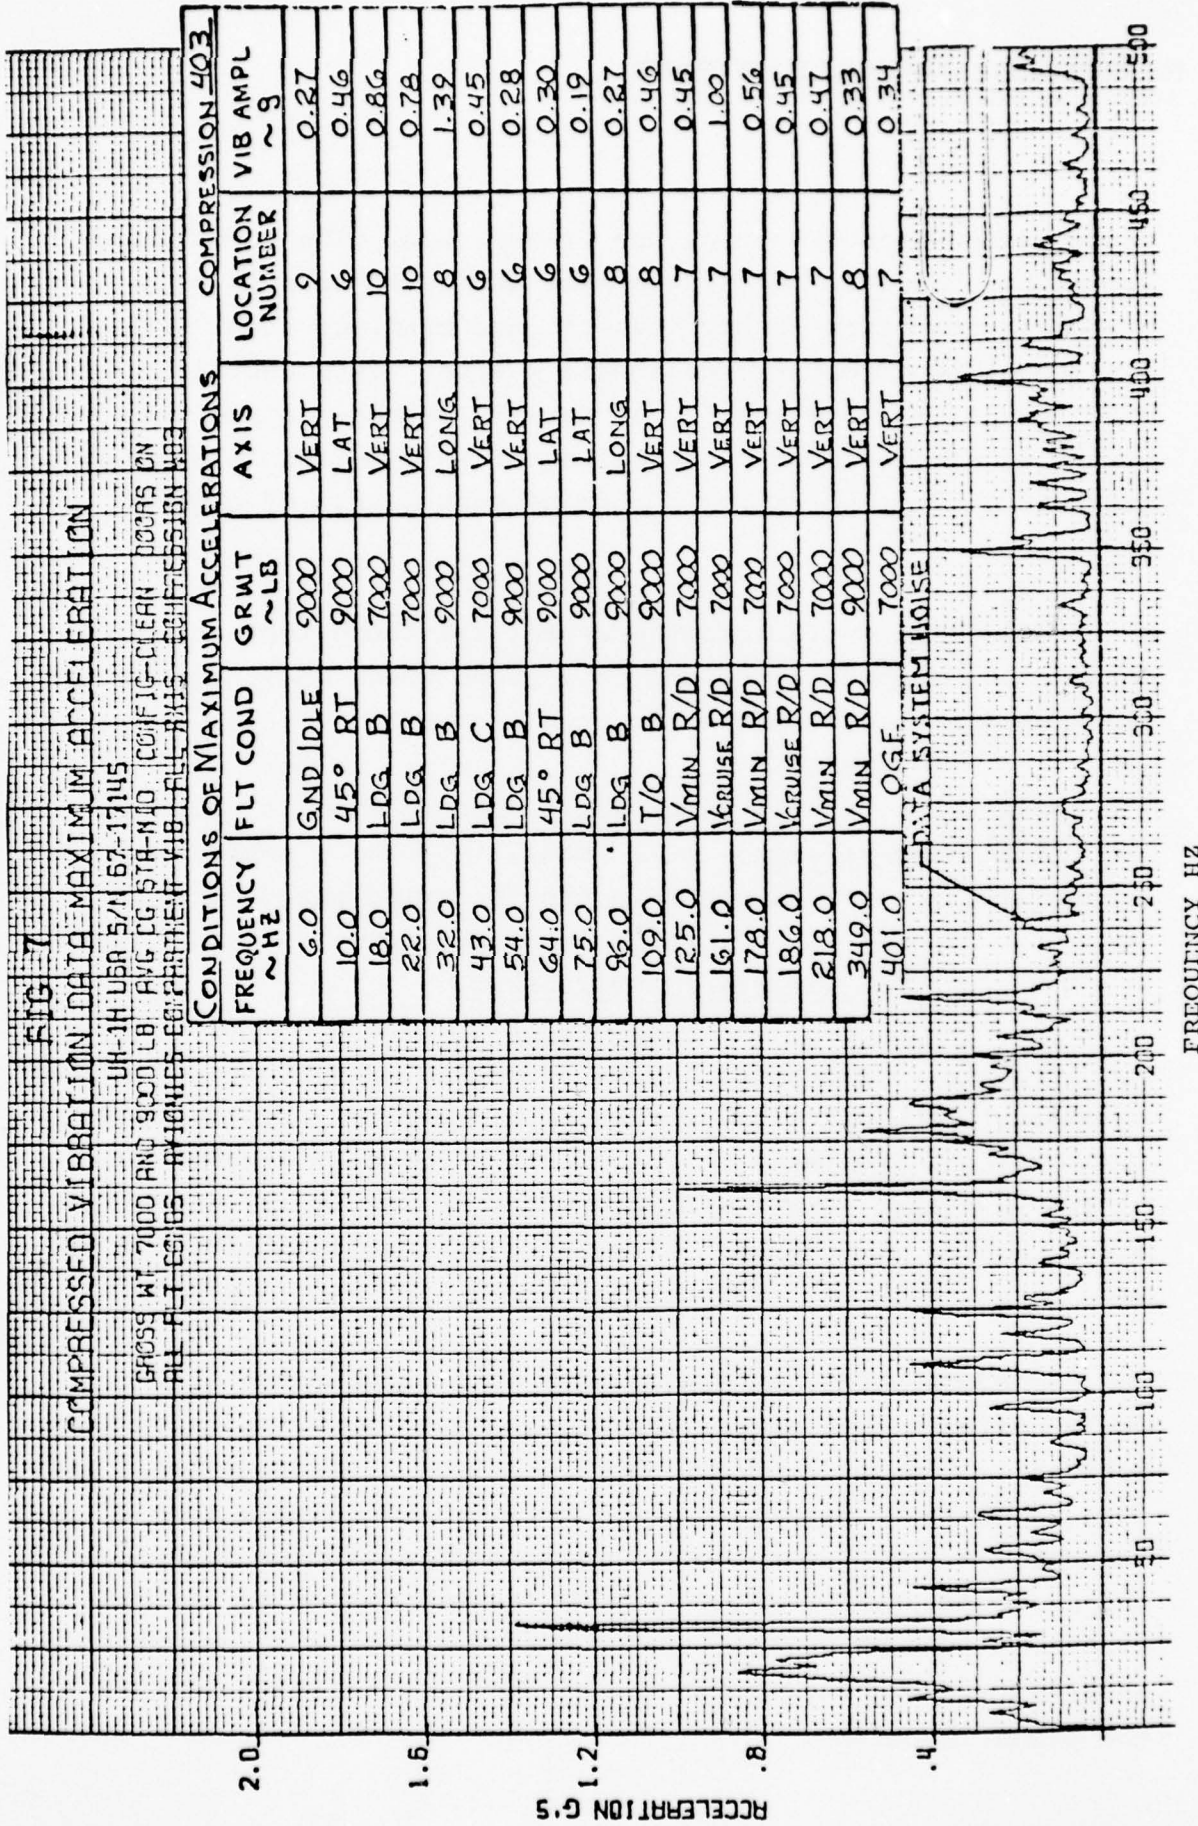 FIG 7
COMPRESSED VIBRATION DATA MAXIMUM ACCELERATION
UH-1H USA S/N 67-17145
GROSS WT 7000 AND 9000 LB AVG CG STA-MID CONFIG-CLEAN DOORS ON
ALL FLT CONDS AVIONICS COMPARTMENT VIB ALL AXIS COMPRESSION 403
CONDITIONS OF MAXIMUM ACCELERATIONS COMPRESSION 403
FREQUENCY ~HZ FLT COND GRWT ~LB AXIS LOCATION NUMBER VIB AMPL ~g
6.0 GND IDLE 9000 VERT 9 0.27
10.0 45° RT 9000 LAT 6 0.46
18.0 LDG B 7000 VERT 10 0.86
22.0 LDG B 7000 VERT 10 0.78
32.0 LDG B 9000 LONG 8 1.39
43.0 LDG C 7000 VERT 6 0.45
54.0 LDG B 9000 VERT 6 0.28
64.0 45° RT 9000 LAT 6 0.30
75.0 LDG B 9000 LAT 6 0.19
96.0 LDG B 9000 LONG 8 0.27
109.0 T/O B 9000 VERT 8 0.46
125.0 VMIN R/D 7000 VERT 7 0.45
161.0 VCRUISE R/D 7000 VERT 7 1.00
178.0 VMIN R/D 7000 VERT 7 0.56
186.0 VCRUISE R/D 7000 VERT 7 0.45
218.0 VMIN R/D 7000 VERT 7 0.47
349.0 VMIN R/D 9000 VERT 8 0.33
401.0 OGE 7000 VERT 7 0.34
DATA SYSTEM NOISE
2.0
1.6
1.2
.8
.4
ACCELERATION G'S
50 100 150 200 250 300 350 400 450 500
FREQUENCY HZ